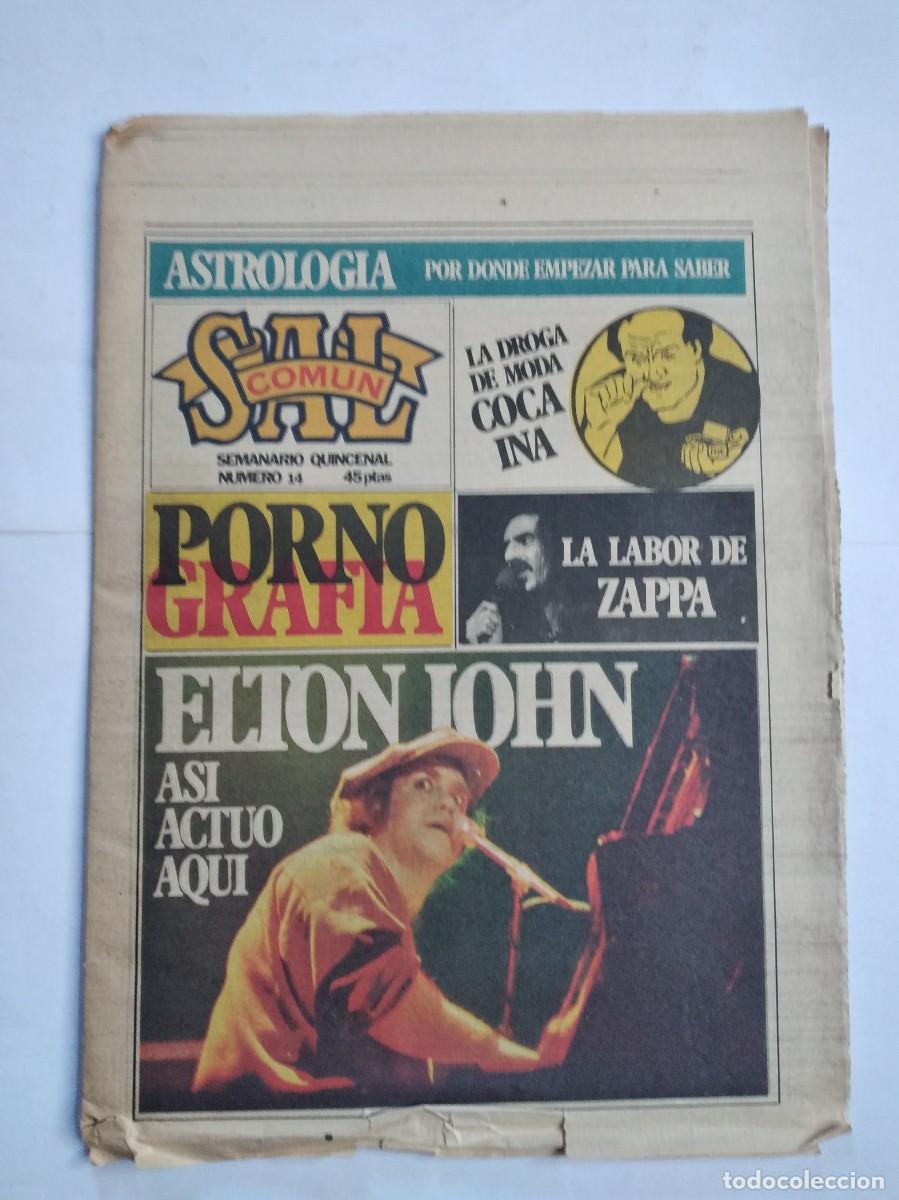 ASTROLOGIA POR DONDE EMPEZAR PARA SABER
SAL
COMUN
SEMANARIO QUINCENAL
NUMERO 14 45 ptas
LA DROGA
DE MODA
COCA
INA
PORNO
GRAFIA
LA LABOR DE
ZAPPA
ELTON JOHN
ASI
ACTUO
AQUI
todocoleccion